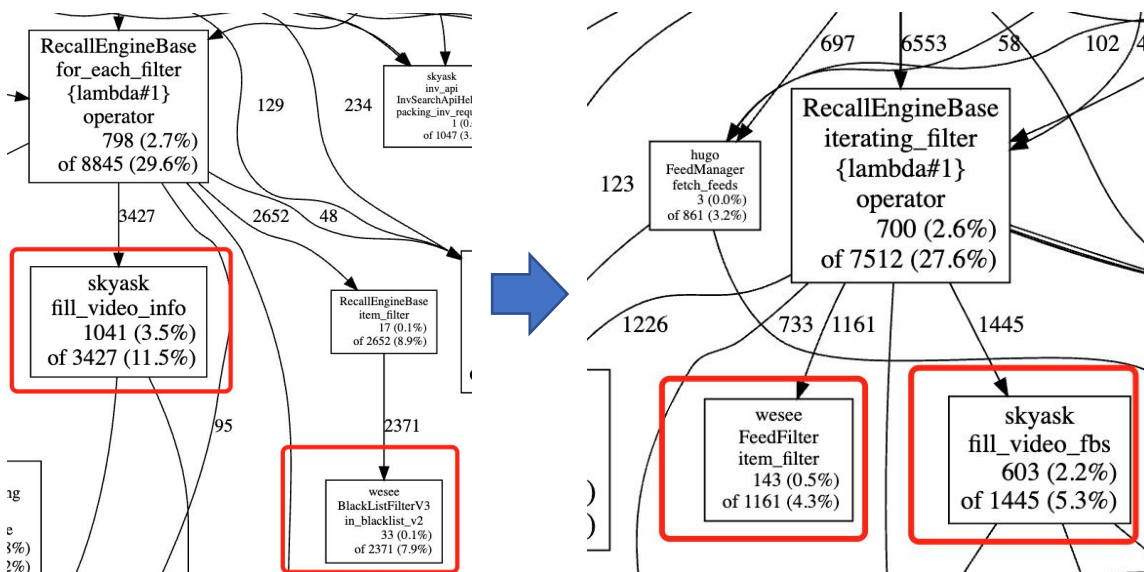 RecallEngineBase
for_each_filter
{lambda#1}
operator
798 (2.7%)
of 8845 (29.6%)
129
234
skyask
inv_api
packing_inv_requ
1 (0.
of 1047 (3.
3427
2652
48
skyask
fill_video_info
1041 (3.5%)
of 3427 (11.5%)
RecallEngineBase
item_filter
17 (0.1%)
of 2652 (8.9%)
95
2371
wesee
BlackListFilterV3
in_blacklist_v2
33 (0.1%)
of 2371 (7.9%)
ng
e
3%)
2%)
697
6553
58
102
4
hugo
FeedManager
fetch_feeds
3 (0.0%)
of 861 (3.2%)
123
RecallEngineBase
iterating_filter
{lambda#1}
operator
700 (2.6%)
of 7512 (27.6%)
1226
733
1161
1445
wesee
FeedFilter
item_filter
143 (0.5%)
of 1161 (4.3%)
skyask
fill_video_fbs
603 (2.2%)
of 1445 (5.3%)
)
)